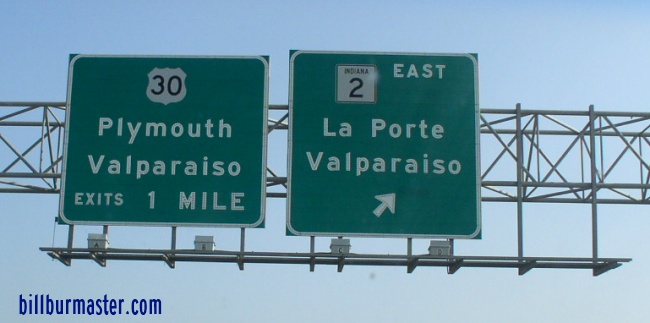 30
Plymouth
Valparaiso
EXITS 1 MILE
INDIANA
2 EAST
La Porte
Valparaiso
billburmaster.com